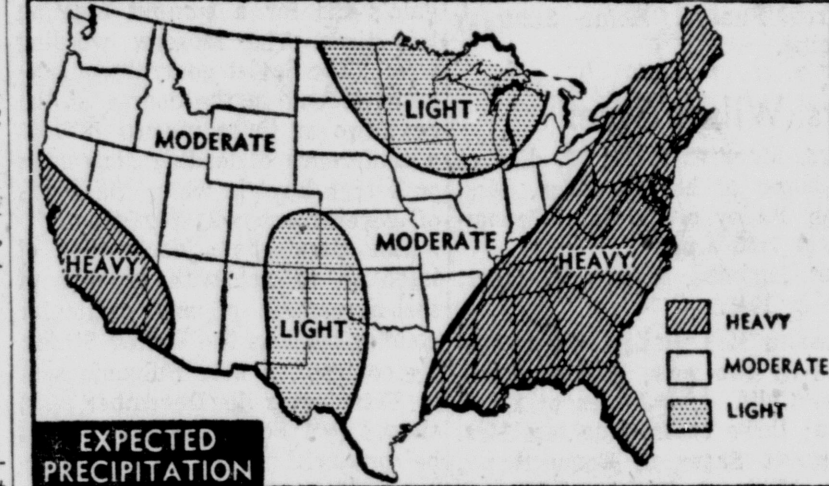 LIGHT
MODERATE
MODERATE
HEAVY
HEAVY
LIGHT
HEAVY
MODERATE
LIGHT
EXPECTED
PRECIPITATION